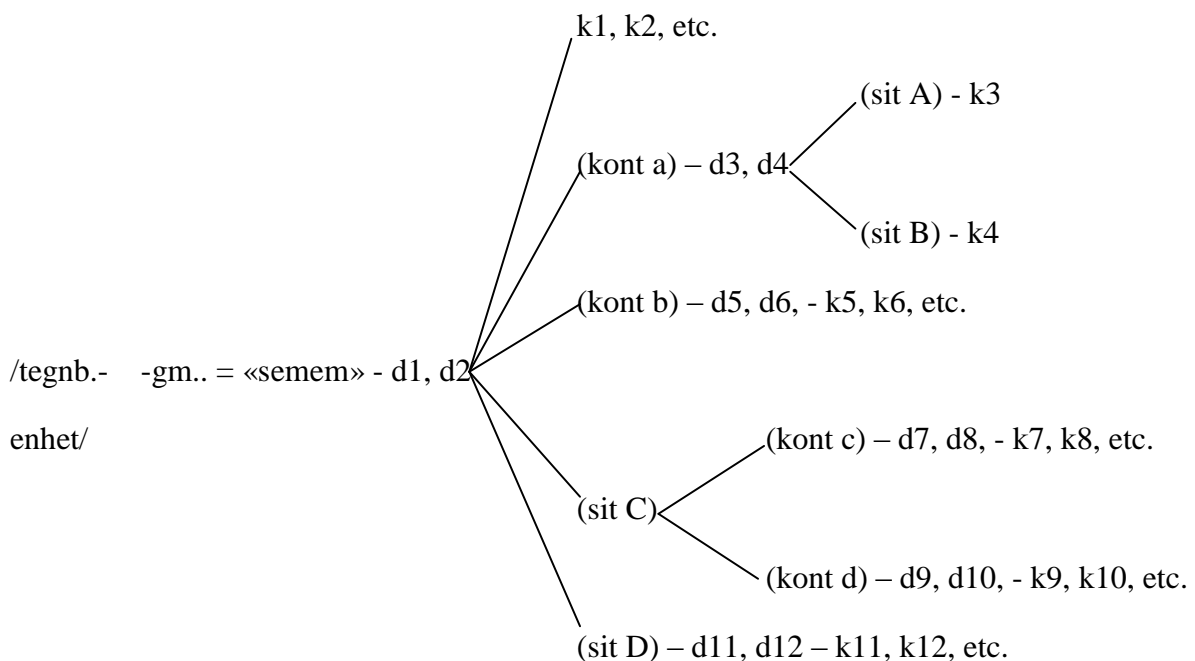 k1, k2, etc.
(sit A) - k3
(kont a) – d3, d4
(sit B) - k4
(kont b) – d5, d6, - k5, k6, etc.
/tegnb.- -gm.. = «semem» - d1, d2
enhet/
(kont c) – d7, d8, - k7, k8, etc.
(sit C)
(kont d) – d9, d10, - k9, k10, etc.
(sit D) – d11, d12 – k11, k12, etc.